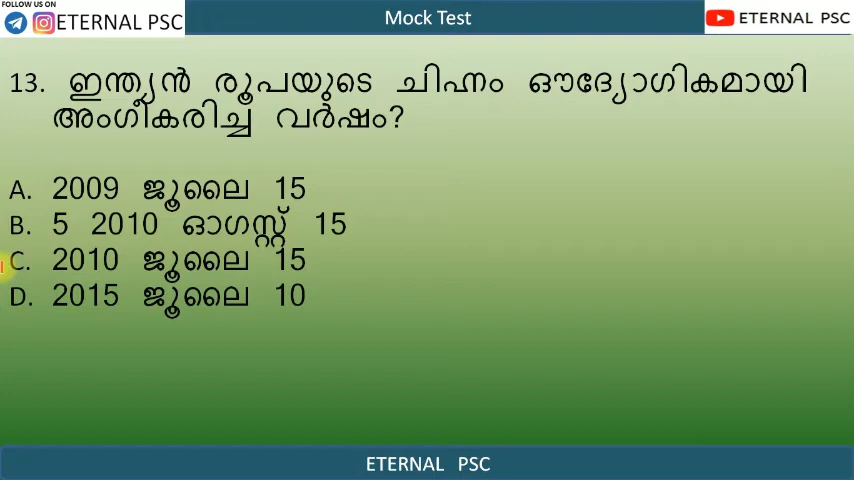 FOLLOW US ON
ETERNAL PSC
Mock Test
ETERNAL PSC
13. ഇന്ത്യൻ രൂപയുടെ ചിഹ്നം ഔദ്യോഗികമായി
അംഗീകരിച്ച വർഷം?
A. 2009 ജൂലൈ 15
B. 5 2010 ഓഗസ്റ്റ് 15
C. 2010 ജൂലൈ 15
D. 2015 ജൂലൈ 10
ETERNAL PSC